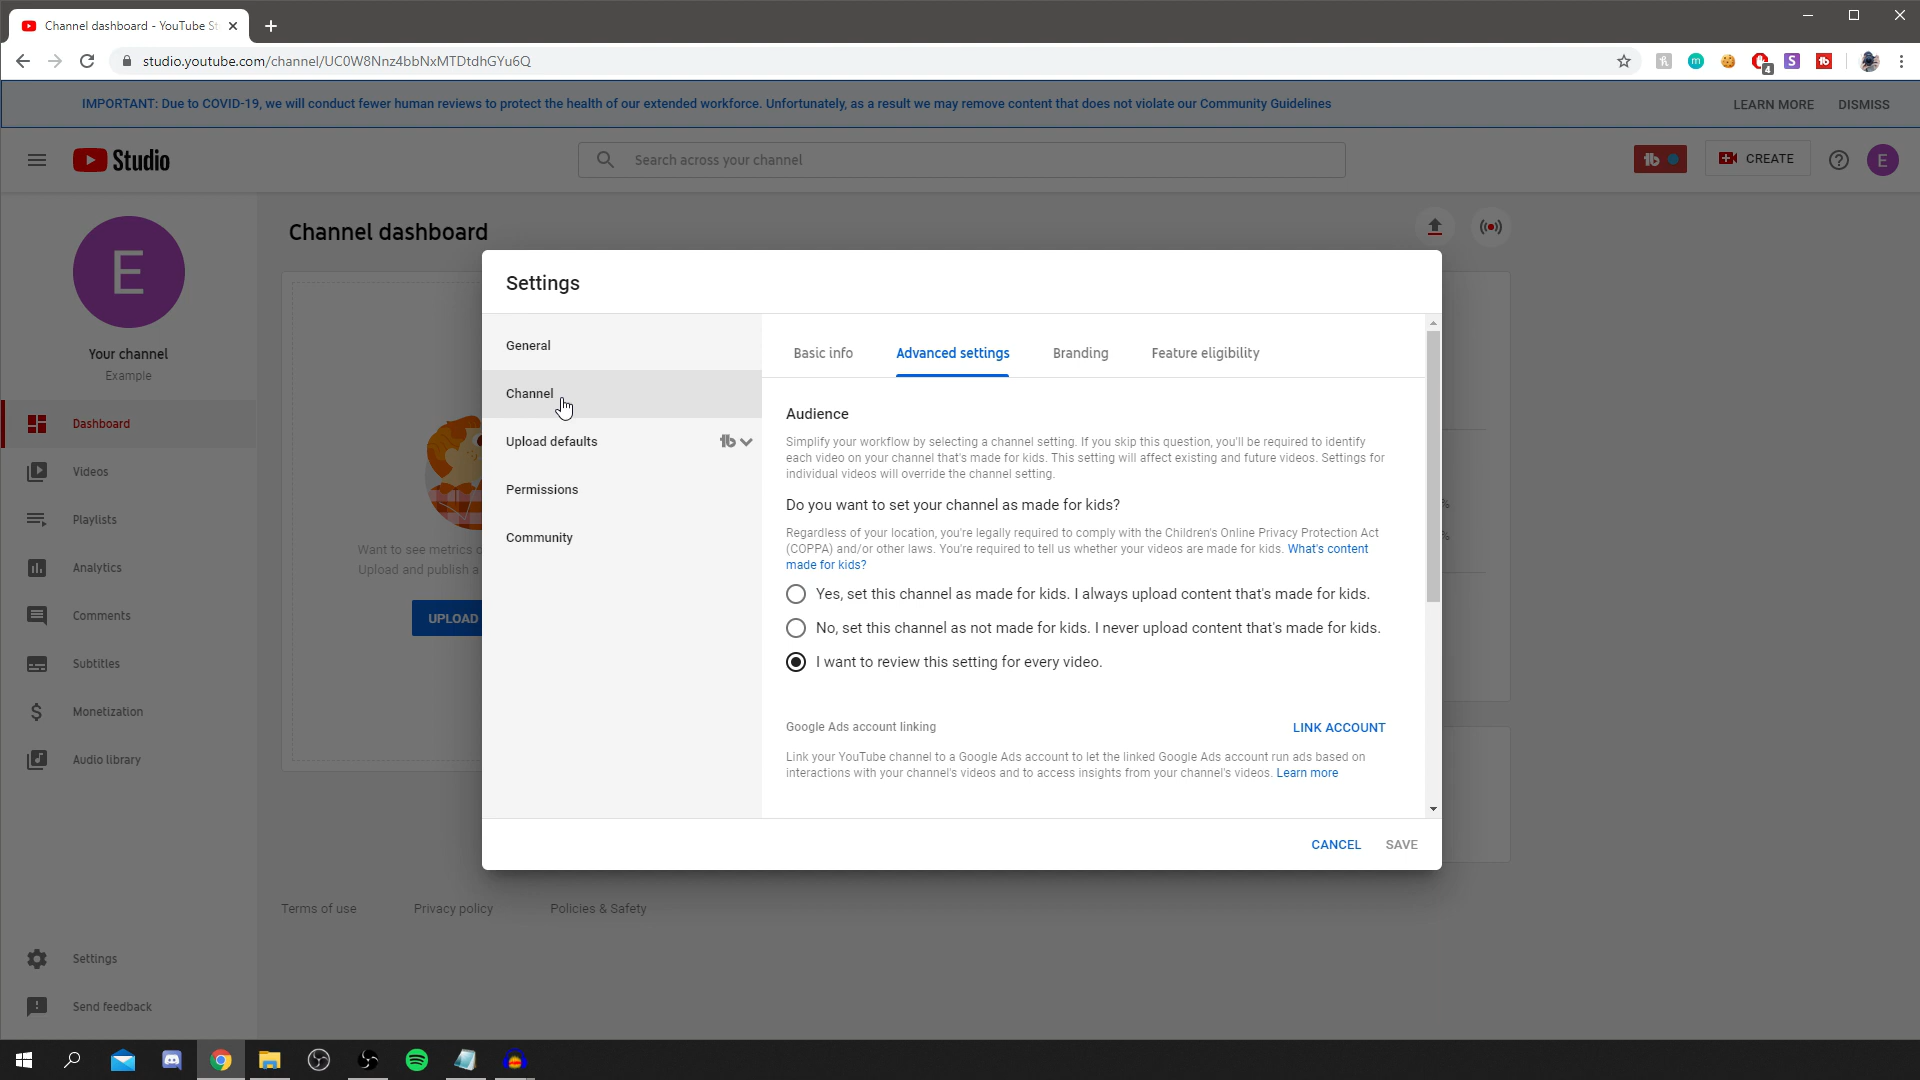 Channel dashboard - YouTube St
studio.youtube.com/channel/UC0W8Nnz4bbNxMTDtdhGYu6Q
4
IMPORTANT: Due to COVID-19, we will conduct fewer human reviews to protect the health of our extended workforce. Unfortunately, as a result we may remove content that does not violate our Community Guidelines
LEARN MORE DISMISS
Studio
Search across your channel
CREATE
E
E
Your channel
Example
Dashboard
Videos
Playlists
Analytics
Comments
Subtitles
Monetization
Audio library
Settings
Send feedback
Channel dashboard
Want to see metrics
Upload and publish a
UPLOAD
Settings
General
Channel
Upload defaults
Permissions
Community
Basic info Advanced settings Branding Feature eligibility
Audience
Simplify your workflow by selecting a channel setting. If you skip this question, you'll be required to identify
each video on your channel that's made for kids. This setting will affect existing and future videos. Settings for
individual videos will override the channel setting.
Do you want to set your channel as made for kids?
Regardless of your location, you're legally required to comply with the Children's Online Privacy Protection Act
(COPPA) and/or other laws. You're required to tell us whether your videos are made for kids. What's content
made for kids?
Yes, set this channel as made for kids. I always upload content that's made for kids.
No, set this channel as not made for kids. I never upload content that's made for kids.
I want to review this setting for every video.
Google Ads account linking
LINK ACCOUNT
Link your YouTube channel to a Google Ads account to let the linked Google Ads account run ads based on
interactions with your channel's videos and to access insights from your channel's videos. Learn more
CANCEL SAVE
%
%
Terms of use Privacy policy Policies & Safety